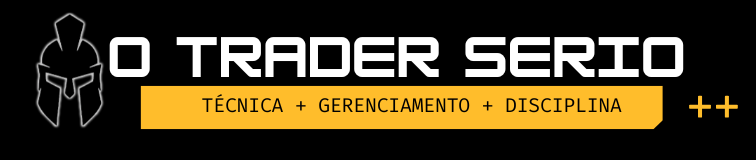 O TRADER SERIO
TÉCNICA + GERENCIAMENTO + DISCIPLINA
++